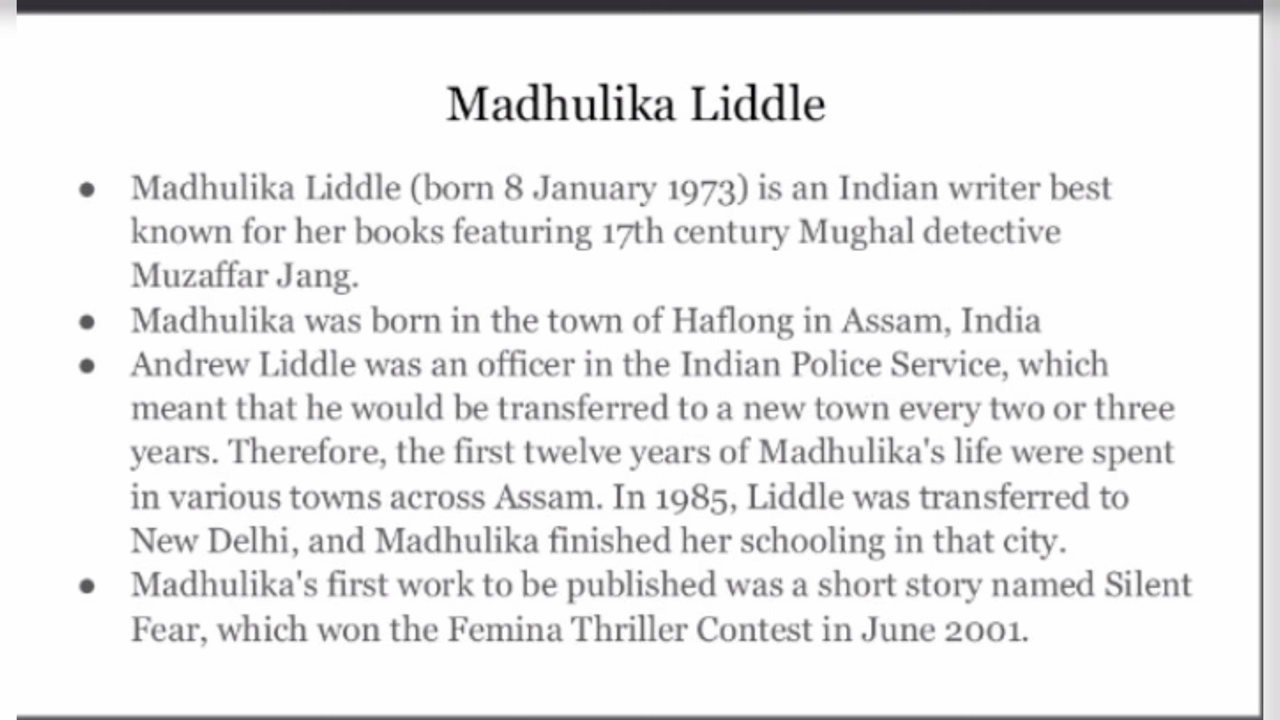 Madhulika Liddle
● Madhulika Liddle (born 8 January 1973) is an Indian writer best
known for her books featuring 17th century Mughal detective
Muzaffar Jang.
● Madhulika was born in the town of Haflong in Assam, India
● Andrew Liddle was an officer in the Indian Police Service, which
meant that he would be transferred to a new town every two or three
years. Therefore, the first twelve years of Madhulika's life were spent
in various towns across Assam. In 1985, Liddle was transferred to
New Delhi, and Madhulika finished her schooling in that city.
● Madhulika's first work to be published was a short story named Silent
Fear, which won the Femina Thriller Contest in June 2001.